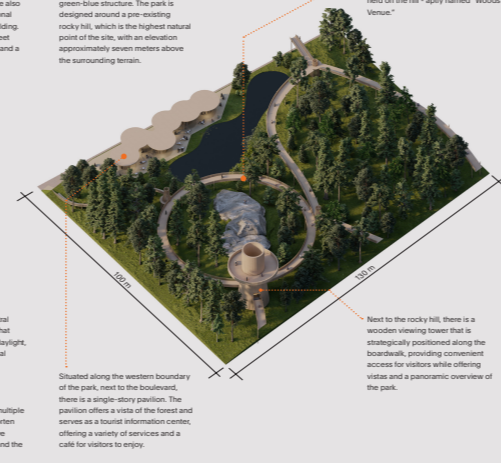 e also
onal
lding.
eet
and a
green-blue structure. The park is
designed around a pre-existing
rocky hill, which is the highest natural
point of the site, with an elevation
approximately seven meters above
the surrounding terrain.
held on the hill - aptly named "Woods
Venue."
100 m
130 m
ral
hat
aylight,
al
Next to the rocky hill, there is a
wooden viewing tower that is
strategically positioned along the
boardwalk, providing convenient
access for visitors while offering
vistas and a panoramic overview of
the park.
Situated along the western boundary
of the park, next to the boulevard,
there is a single-story pavilion. The
pavilion offers a vista of the forest and
serves as a tourist information center,
offering a variety of services and a
café for visitors to enjoy.
multiple
rten
re
nd the